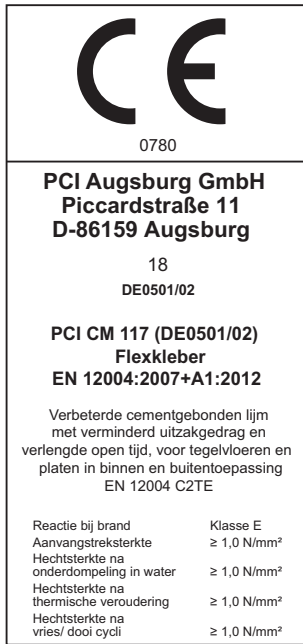 CE
0780
PCI Augsburg GmbH
Piccardstraße 11
D-86159 Augsburg
18
DE0501/02
PCI CM 117 (DE0501/02)
Flexkleber
EN 12004:2007+A1:2012
Verbeterde cementgebonden lijm
met verminderd uitzakgedrag en
verlengde open tijd, voor tegelvloeren en
platen in binnen en buitentoepassing
EN 12004 C2TE
Reactie bij brand Klasse E
Aanvangstreksterkte ≥ 1,0 N/mm²
Hechtsterkte na
onderdompeling in water ≥ 1,0 N/mm²
Hechtsterkte na
thermische veroudering ≥ 1,0 N/mm²
Hechtsterkte na
vries/ dooi cycli ≥ 1,0 N/mm²